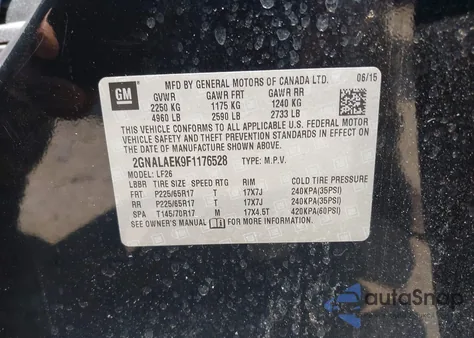 GM
MFD BY GENERAL MOTORS OF CANADA LTD. 06/15
GVWR GAWR FRT GAWR RR
2250 KG 1175 KG 1240 KG
4960 LB 2590 LB 2733 LB
THIS VEHICLE CONFORMS TO ALL APPLICABLE U.S. FEDERAL MOTOR
VEHICLE SAFETY AND THEFT PREVENTION STANDARDS IN EFFECT ON
THE DATE OF MANUFACTURE SHOWN ABOVE.
2GNALAEK9F1176528 TYPE: M.P.V.
MODEL: LF26
LBBR TIRE SIZE SPEED RTG RIM COLD TIRE PRESSURE
FRT P225/65R17 T 17X7J 240KPA(35PSI)
RR P225/65R17 T 17X7J 240KPA(35PSI)
SPA T145/70R17 M 17X4.5T 420KPA(60PSI)
SEE OWNER'S MANUAL FOR MORE INFORMATION
autoSnap